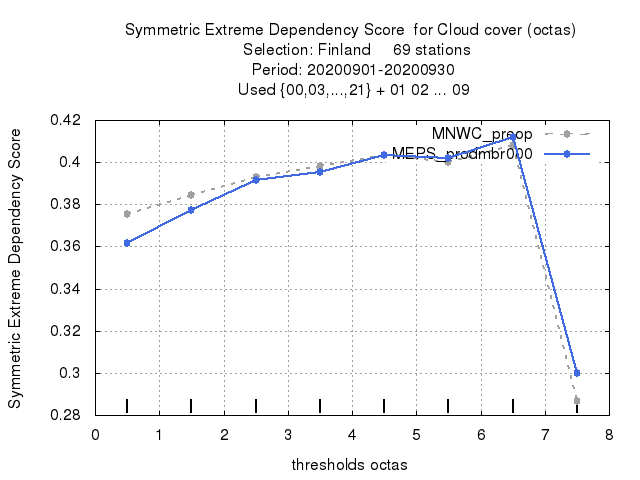 Symmetric Extreme Dependency Score  for Cloud cover (octas)
Selection: Finland     69 stations
Period: 20200901-20200930
Used {00,03,...,21} + 01 02 ... 09
Symmetric Extreme Dependency Score
0.42
0.4
0.38
0.36
0.34
0.32
0.3
0.28
MNWC_preop
MEPS_prodmbr000
0 1 2 3 4 5 6 7 8
thresholds octas